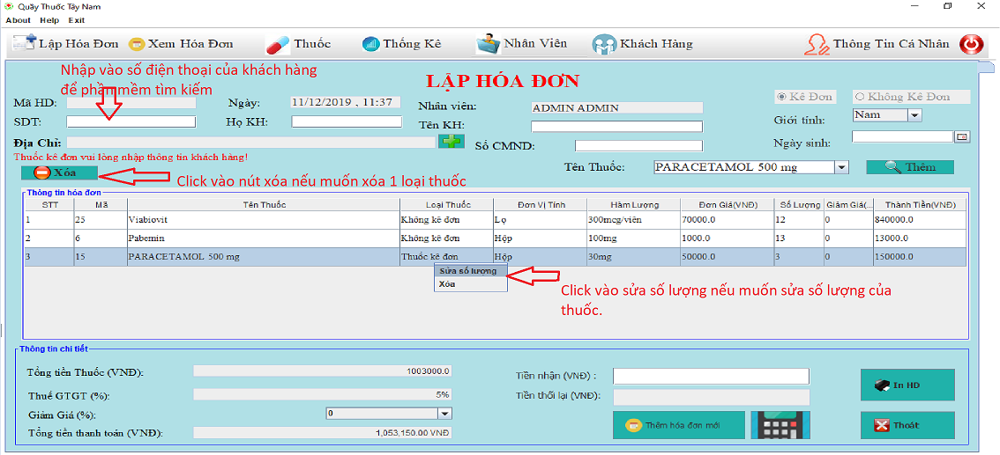 Quầy Thuốc Tây Nam
About Help Exit
Lập Hóa Đơn Xem Hóa Đơn Thuốc Thống Kê Nhân Viên Khách Hàng Thông Tin Cá Nhân
Nhập vào số điện thoại của khách hàng
để phần mềm tìm kiếm
LẬP HÓA ĐƠN
Mã HD: Ngày: 11/12/2019 , 11:37 Nhân viên: ADMIN ADMIN Kê Đơn Không Kê Đơn
SDT: Họ KH: Tên KH: Giới tính: Nam
Địa Chỉ: Số CMND: Ngày sinh:
Thuốc kê đơn vui lòng nhập thông tin khách hàng!
Xóa Click vào nút xóa nếu muốn xóa 1 loại thuốc Tên Thuốc: PARACETAMOL 500 mg Thêm
Thông tin hóa đơn
STT Mã Tên Thuốc Loại Thuốc Đơn Vị Tính Hàm Lượng Đơn Giá(VNĐ) Số Lượng Giảm Giá(... Thành Tiền(VNĐ)
1 25 Viabiovit Không kê đơn Lọ 300mcg/viên 70000.0 12 0 840000.0
2 6 Pabemin Không kê đơn Hộp 100mg 1000.0 13 0 13000.0
3 15 PARACETAMOL 500 mg Thuốc kê đơn Hộp 30mg 50000.0 3 0 150000.0
Sửa số lượng
Xóa
Click vào sửa số lượng nếu muốn sửa số lượng của
thuốc.
Thông tin chi tiết
Tổng tiền Thuốc (VNĐ): 1003000.0 Tiền nhận (VNĐ) : In HD
Thuế GTGT (%): 5% Tiền thối lại (VNĐ):
Giảm Giá (%): 0
Tổng tiền thanh toán (VNĐ): 1,053,150.00 VNĐ Thêm hóa đơn mới Thoát